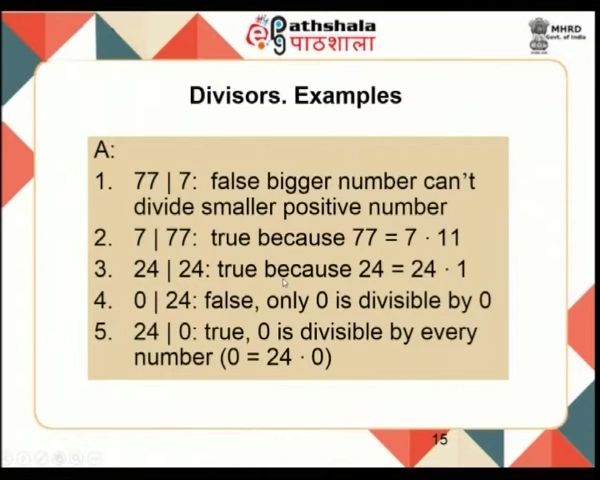 Pathshala
पाठशाला
MHRD
Govt. of India
Divisors. Examples
A:
1. 77 | 7: false bigger number can't
divide smaller positive number
2. 7 | 77: true because 77 = 7 · 11
3. 24 | 24: true because 24 = 24 · 1
4. 0 | 24: false, only 0 is divisible by 0
5. 24 | 0: true, 0 is divisible by every
number (0 = 24 · 0)
15